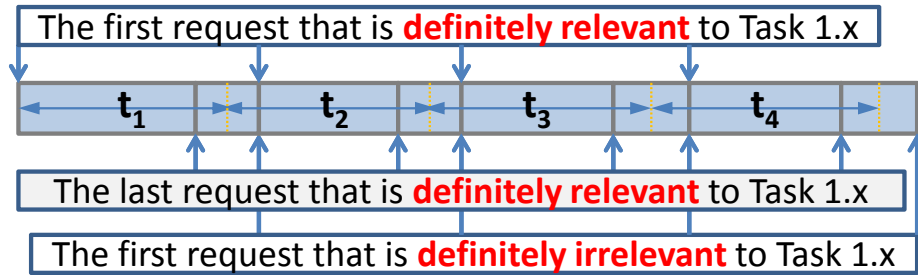 The first request that is definitely relevant to Task 1.x
t₁ t₂ t₃ t₄
The last request that is definitely relevant to Task 1.x
The first request that is definitely irrelevant to Task 1.x